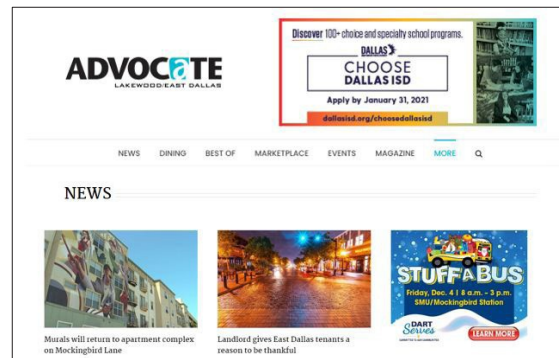 Discover 100+ choice and specialty school programs.
DALLAS
CHOOSE
DALLAS ISD
Apply by January 31, 2021
dallasisd.org/choosedallasisd
ADVOCATE
LAKEWOOD/EAST DALLAS
NEWS DINING BEST OF MARKETPLACE EVENTS MAGAZINE MORE
NEWS
Murals will return to apartment complex
on Mockingbird Lane
Landlord gives East Dallas tenants a
reason to be thankful
STUFF A BUS
Friday, Dec. 4 | 8 a.m. - 3 p.m.
SMU/Mockingbird Station
DART
Serves
LEARN MORE